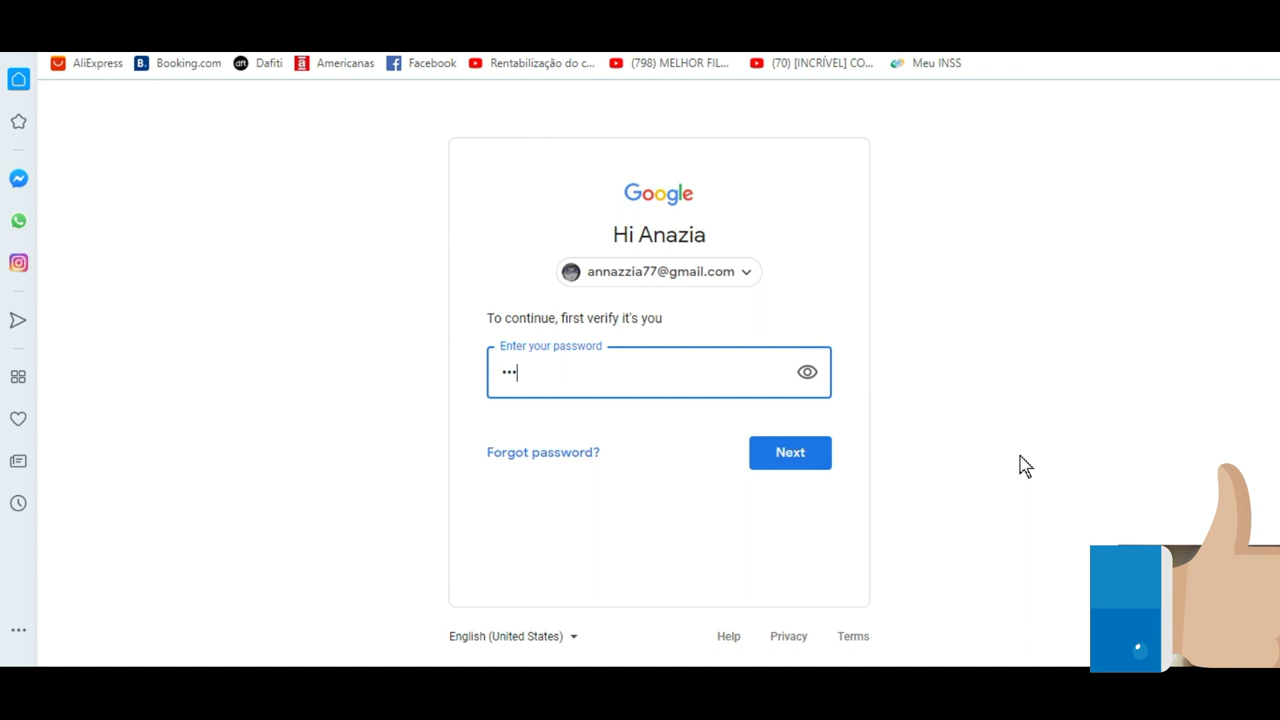 AliExpress Booking.com Dafiti Americanas Facebook Rentabilização do c... (798) MELHOR FIL... (70) [INCRÍVEL] CO... Meu INSS
Google
Hi Anazia
annazzia77@gmail.com
To continue, first verify it's you
Enter your password
•••
Forgot password? Next
English (United States) Help Privacy Terms